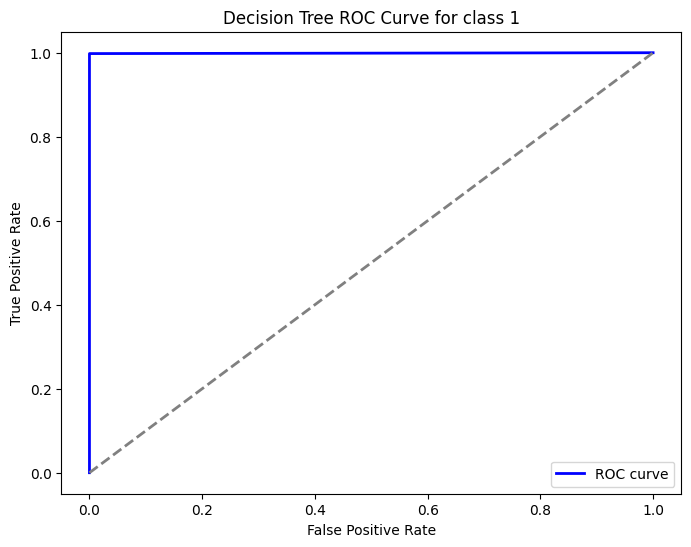 Decision Tree ROC Curve for class 1
True Positive Rate
1.0
0.8
0.6
0.4
0.2
0.0
ROC curve
0.0 0.2 0.4 0.6 0.8 1.0
False Positive Rate